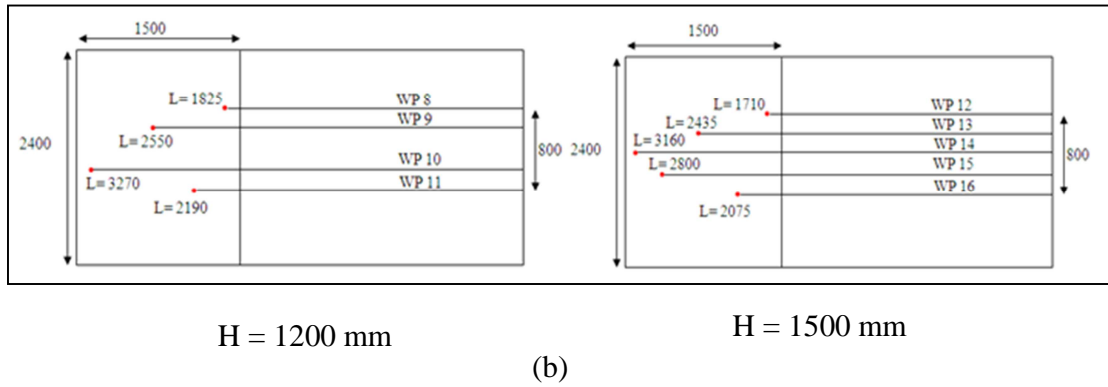 1500
L= 1825
WP 8
WP 9
2400
L= 2550
800
WP 10
L= 3270
WP 11
L= 2190
1500
L= 1710
WP 12
L= 2435
WP 13
L= 3160
WP 14
2400
L= 2800
WP 15
800
WP 16
L= 2075
H = 1200 mm
H = 1500 mm
(b)